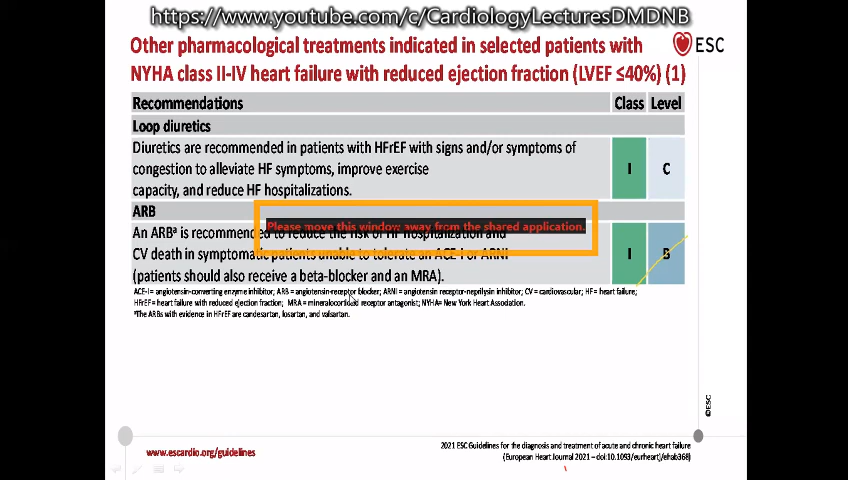 https://www.youtube.com/c/CardiologyLecturesDMDNB
Other pharmacological treatments indicated in selected patients with
ESC
NYHA class II-IV heart failure with reduced ejection fraction (LVEF ≤40%) (1)
Recommendations Class Level
Loop diuretics
Diuretics are recommended in patients with HFrEF with signs and/or symptoms of
congestion to alleviate HF symptoms, improve exercise
capacity, and reduce HF hospitalizations.
I C
ARB
Please move this window away from the shared application.
An ARBᵃ is recommended to reduce the risk of HF hospitalization and
CV death in symptomatic patients unable to tolerate an ACE-I or ARNI
(patients should also receive a beta-blocker and an MRA).
I B
ACE-I = angiotensin-converting enzyme inhibitor; ARB = angiotensin-receptor blocker; ARNI = angiotensin receptor-neprilysin inhibitor; CV = cardiovascular; HF = heart failure;
HFrEF = heart failure with reduced ejection fraction; MRA = mineralocorticoid receptor antagonist; NYHA= New York Heart Association.
ᵃThe ARBs with evidence in HFrEF are candesartan, losartan, and valsartan.
©ESC
www.escardio.org/guidelines
2021 ESC Guidelines for the diagnosis and treatment of acute and chronic heart failure
(European Heart Journal 2021 – doi:10.1093/eurheartj/ehab368)